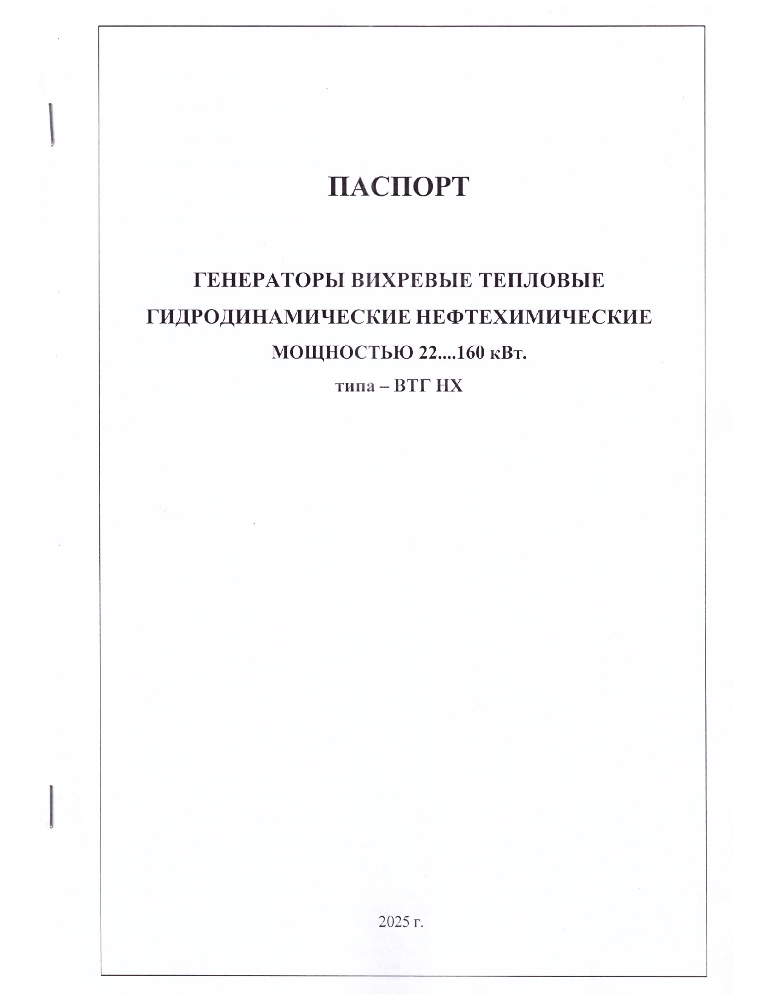 ПАСПОРТ
ГЕНЕРАТОРЫ ВИХРЕВЫЕ ТЕПЛОВЫЕ
ГИДРОДИНАМИЧЕСКИЕ НЕФТЕХИМИЧЕСКИЕ
МОЩНОСТЬЮ 22....160 кВт.
типа – ВТГ НХ
2025 г.